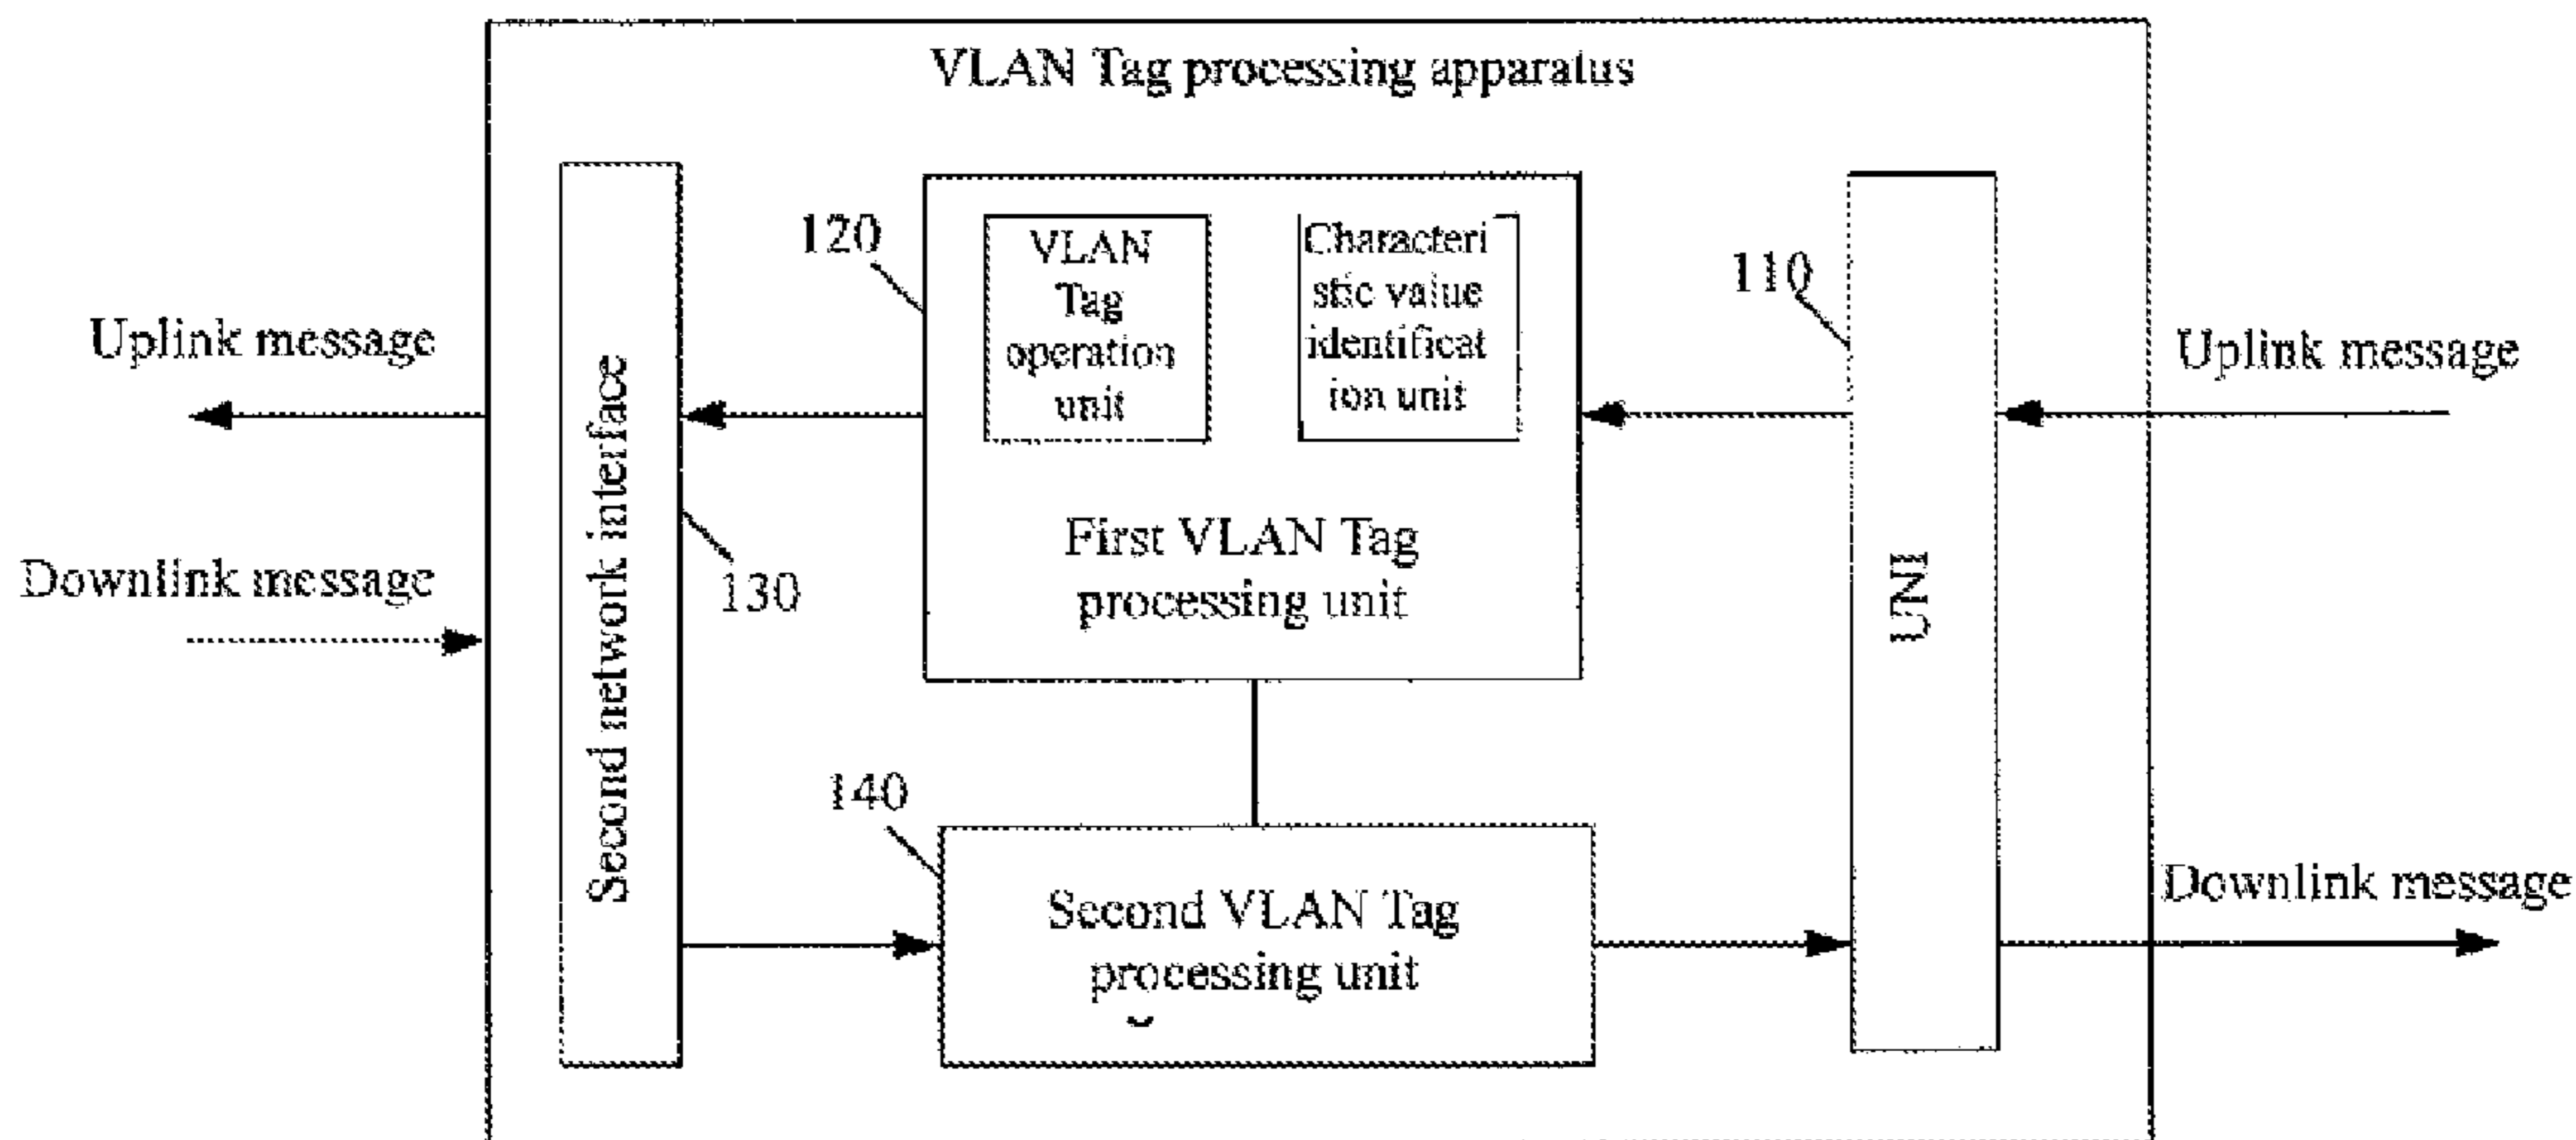 VLAN Tag processing apparatus
120
VLAN
Tag
operation
unit
Characteri
stic value
identificat
ion unit
110
Uplink message
Uplink message
Second network interface
First VLAN Tag
processing unit
130
UNI
Downlink message
140
Second VLAN Tag
processing unit
Downlink message